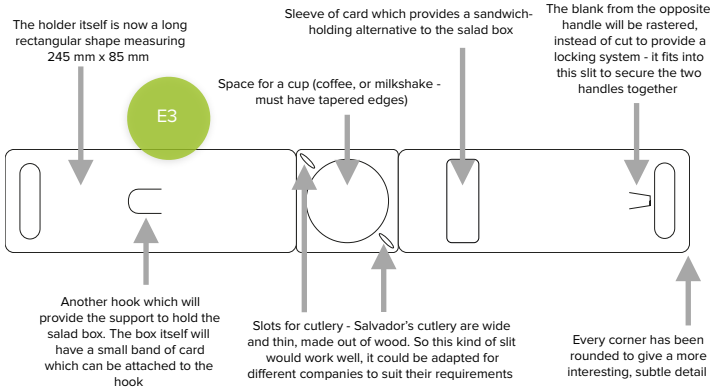 The holder itself is now a long
rectangular shape measuring
245 mm x 85 mm
E3
Sleeve of card which provides a sandwich-
holding alternative to the salad box
The blank from the opposite
handle will be rastered,
instead of cut to provide a
locking system - it fits into
this slit to secure the two
handles together
Space for a cup (coffee, or milkshake -
must have tapered edges)
Another hook which will
provide the support to hold the
salad box. The box itself will
have a small band of card
which can be attached to the
hook
Slots for cutlery - Salvador's cutlery are wide
and thin, made out of wood. So this kind of slit
would work well, it could be adapted for
different companies to suit their requirements
Every corner has been
rounded to give a more
interesting, subtle detail